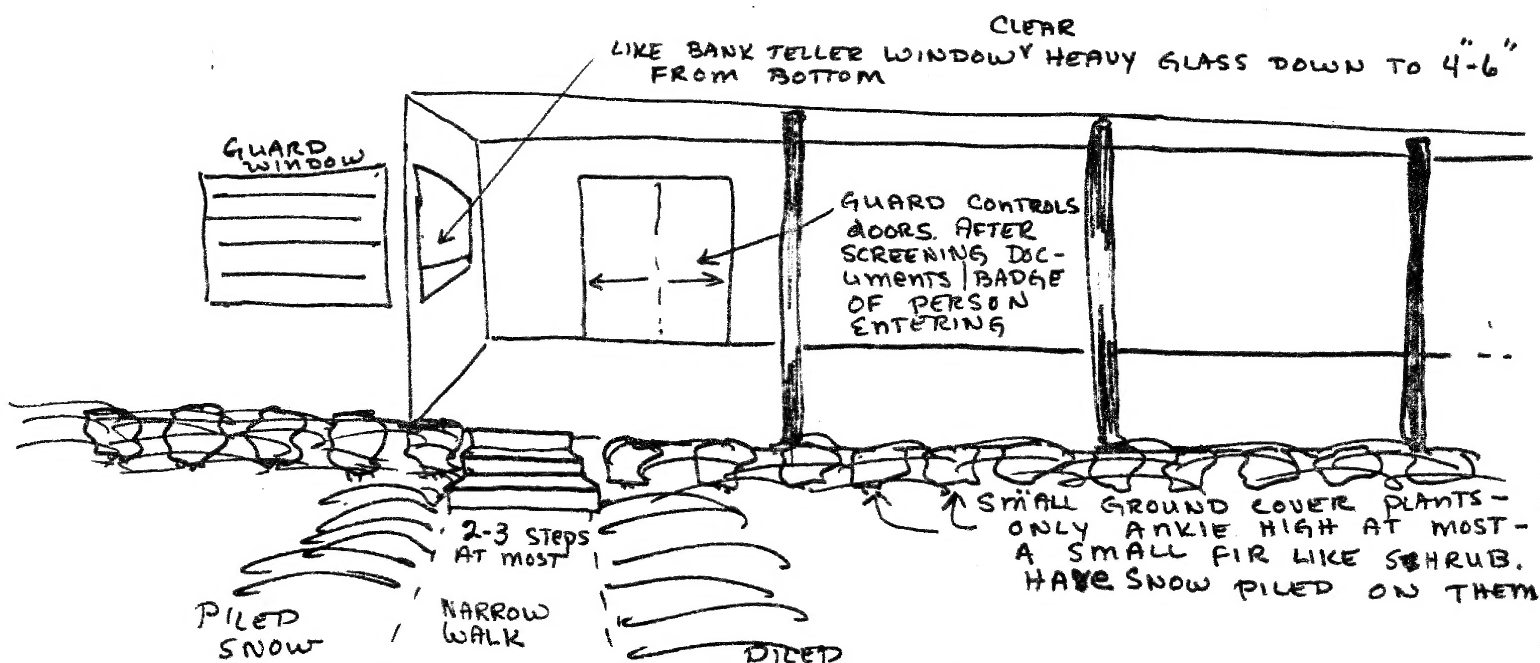 CLEAR
LIKE BANK TELLER WINDOW HEAVY GLASS DOWN TO 4"-6"
FROM BOTTOM
GUARD
WINDOW
GUARD CONTROLS
dOORS. AFTER
SCREENING DOC-
uments/BADGE
OF PERSON
ENTERING
SMALL GROUND COVER PLANTS-
ONLY ANKLE HIGH AT MOST-
A SMALL FIR LIKE SHRUB.
HAVE SNOW PILED ON THEM
2-3 STEPS
AT MOST
PILED
SNOW
NARROW
WALK
PILED